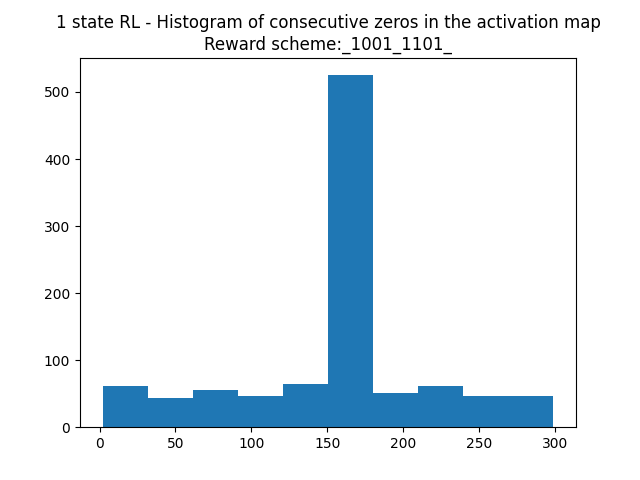 1 state RL - Histogram of consecutive zeros in the activation map
Reward scheme:_1001_1101_
500
400
300
200
100
0
0 50 100 150 200 250 300